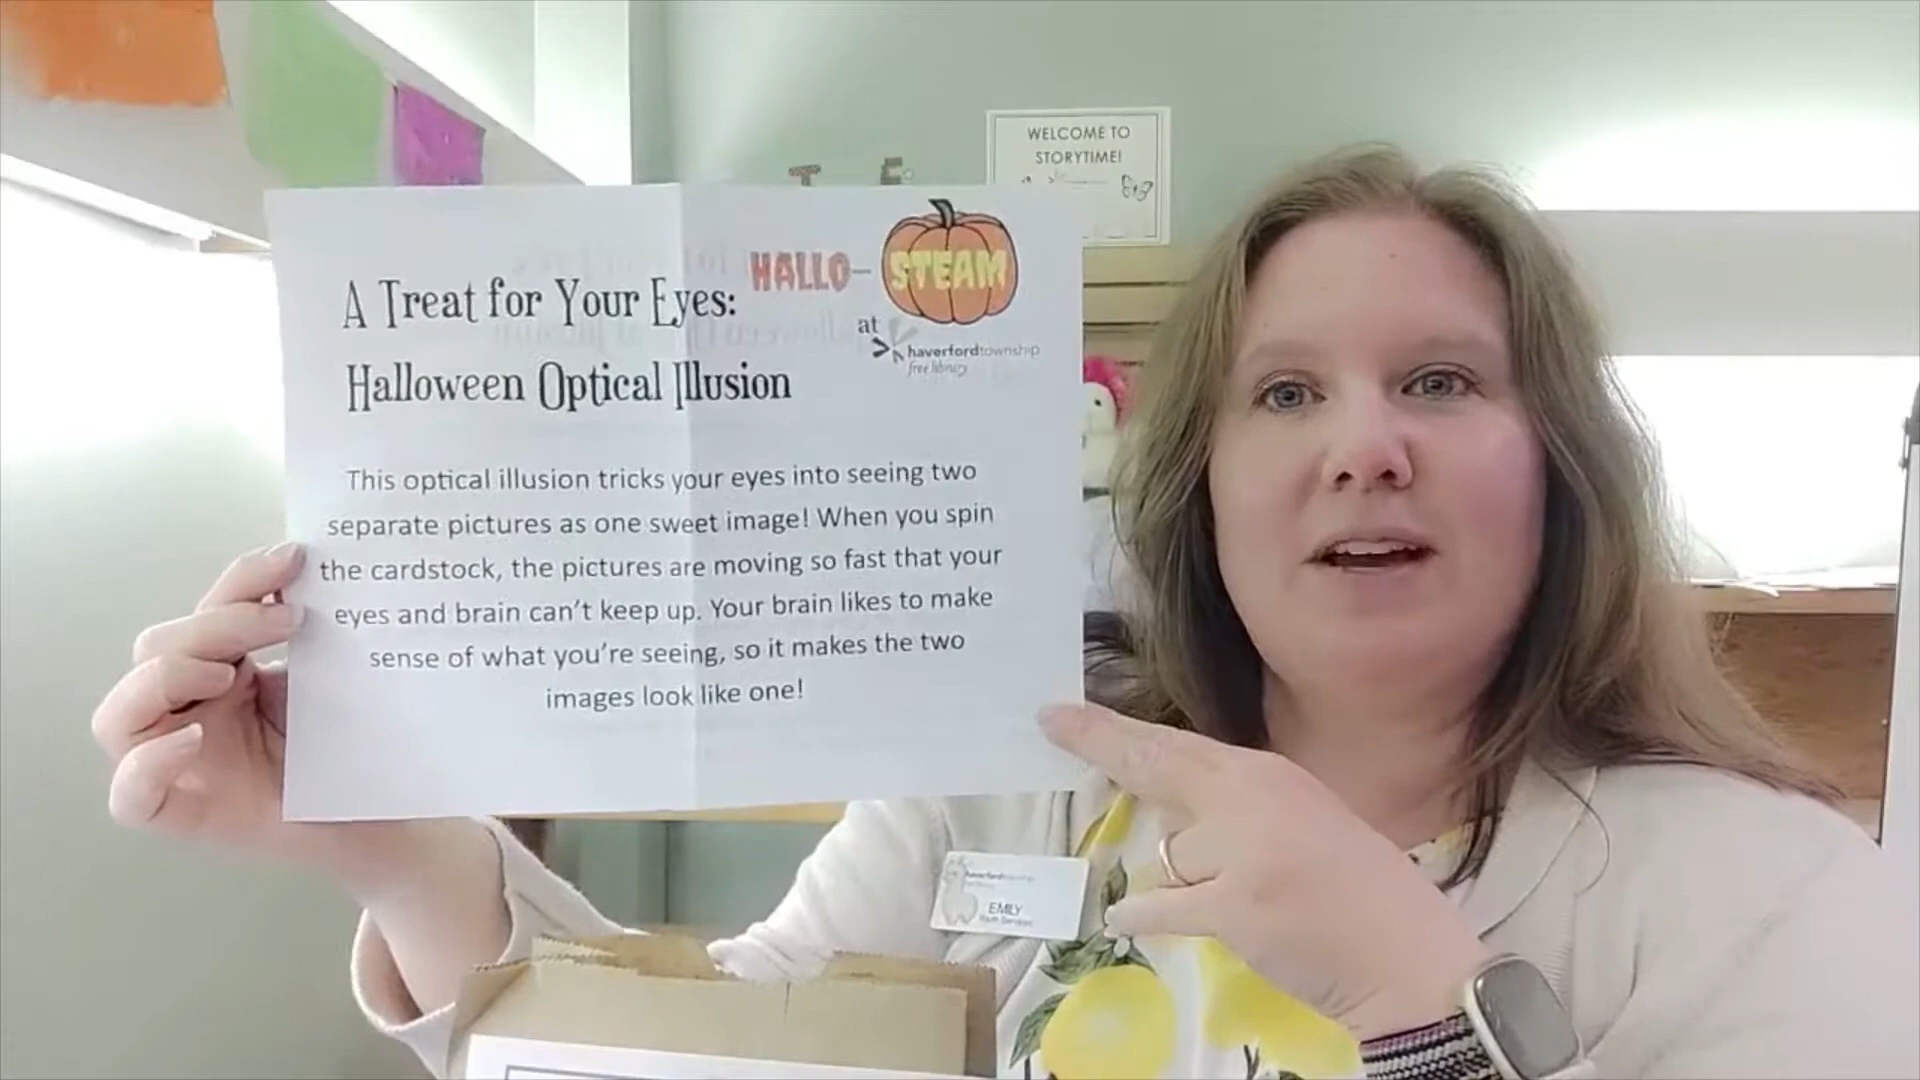 WELCOME TO
STORYTIME!
T E
HALLO-STEAM
at
haverfordtownship
free library
A Treat for Your Eyes:
Halloween Optical Illusion
This optical illusion tricks your eyes into seeing two
separate pictures as one sweet image! When you spin
the cardstock, the pictures are moving so fast that your
eyes and brain can't keep up. Your brain likes to make
sense of what you're seeing, so it makes the two
images look like one!
haverfordtownship
EMILY
Youth Services